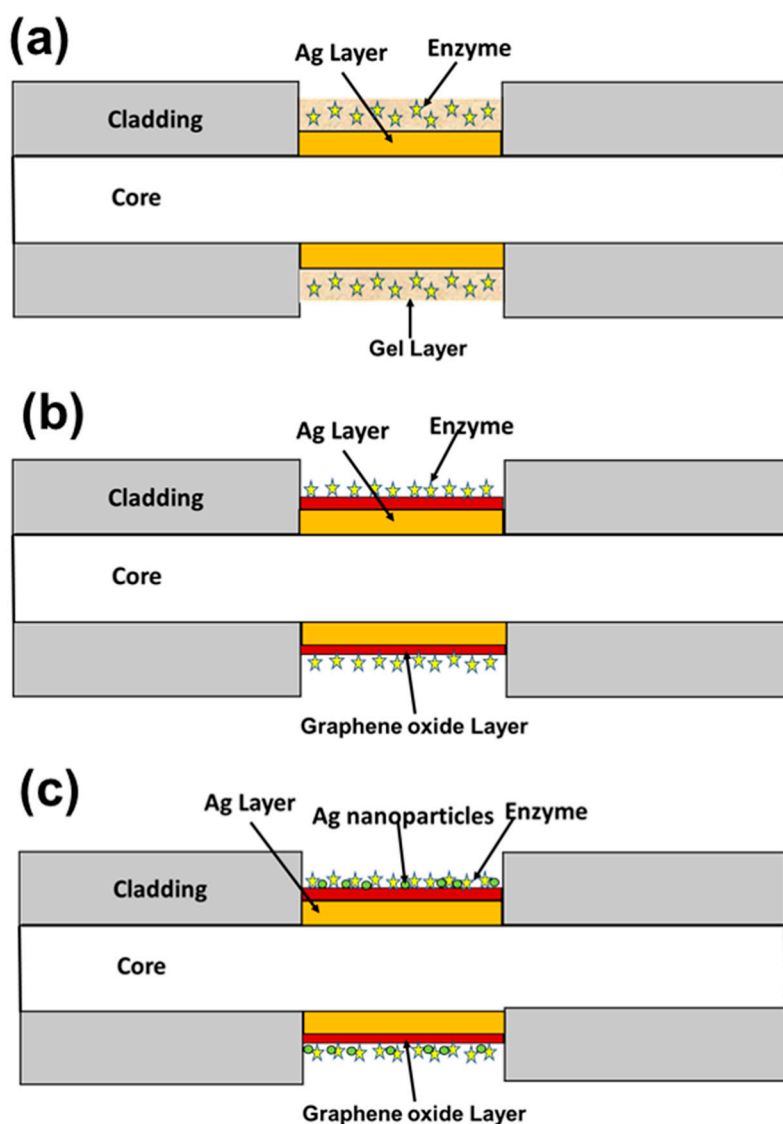 (a)
Ag Layer
Enzyme
Cladding
Core
Gel Layer
(b)
Ag Layer
Enzyme
Cladding
Core
Graphene oxide Layer
(c)
Ag Layer
Ag nanoparticles
Enzyme
Cladding
Core
Graphene oxide Layer